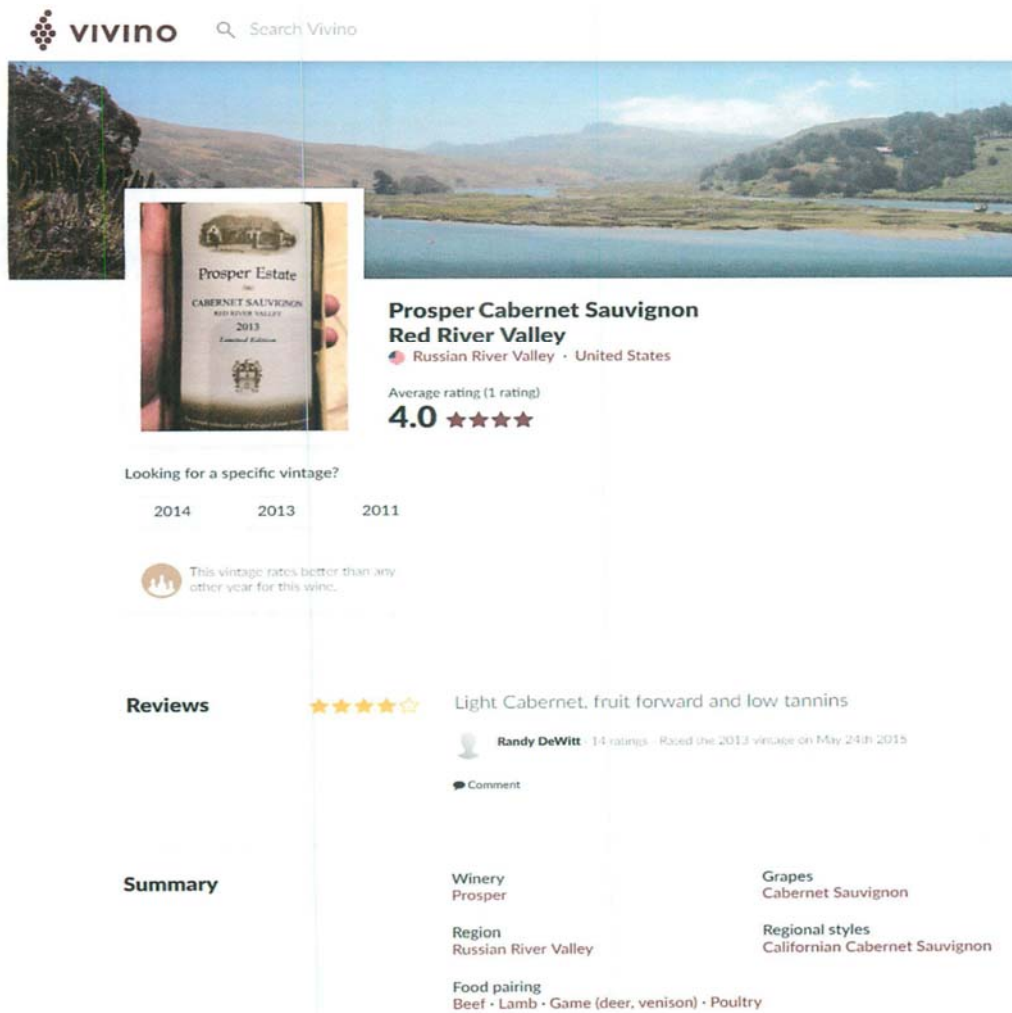 vivino
Search Vivino
Prosper Estate
CABERNET SAUVIGNON
RED RIVER VALLEY
2013
Limited Edition
Prosper Cabernet Sauvignon
Red River Valley
Russian River Valley · United States
Average rating (1 rating)
4.0
Looking for a specific vintage?
2014 2013 2011
This vintage rates better than any
other year for this wine.
Reviews
Light Cabernet, fruit forward and low tannins
Randy DeWitt · 14 ratings · Rated the 2013 vintage on May 24th 2015
Comment
Summary
Winery
Prosper
Grapes
Cabernet Sauvignon
Region
Russian River Valley
Regional styles
Californian Cabernet Sauvignon
Food pairing
Beef · Lamb · Game (deer, venison) · Poultry